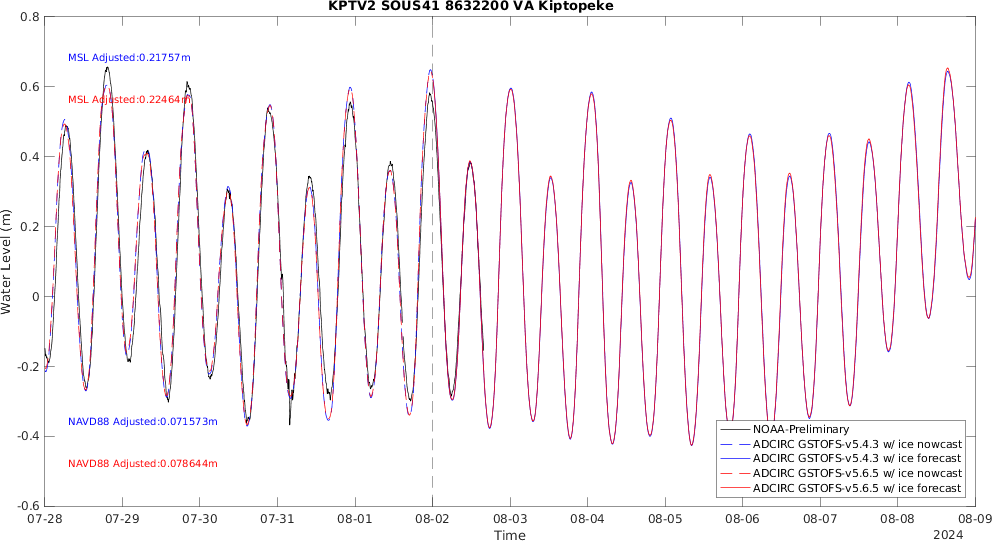 KPTV2 SOUS41 8632200 VA Kiptopeke
0.8
0.6
0.4
0.2
0
-0.2
-0.4
-0.6
Water Level (m)
MSL Adjusted:0.21757m
MSL Adjusted:0.22464m
NAVD88 Adjusted:0.071573m
NAVD88 Adjusted:0.078644m
NOAA-Preliminary
ADCIRC GSTOFS-v5.4.3 w/ ice nowcast
ADCIRC GSTOFS-v5.4.3 w/ ice forecast
ADCIRC GSTOFS-v5.6.5 w/ ice nowcast
ADCIRC GSTOFS-v5.6.5 w/ ice forecast
07-28 07-29 07-30 07-31 08-01 08-02 08-03 08-04 08-05 08-06 08-07 08-08 08-09
Time
2024